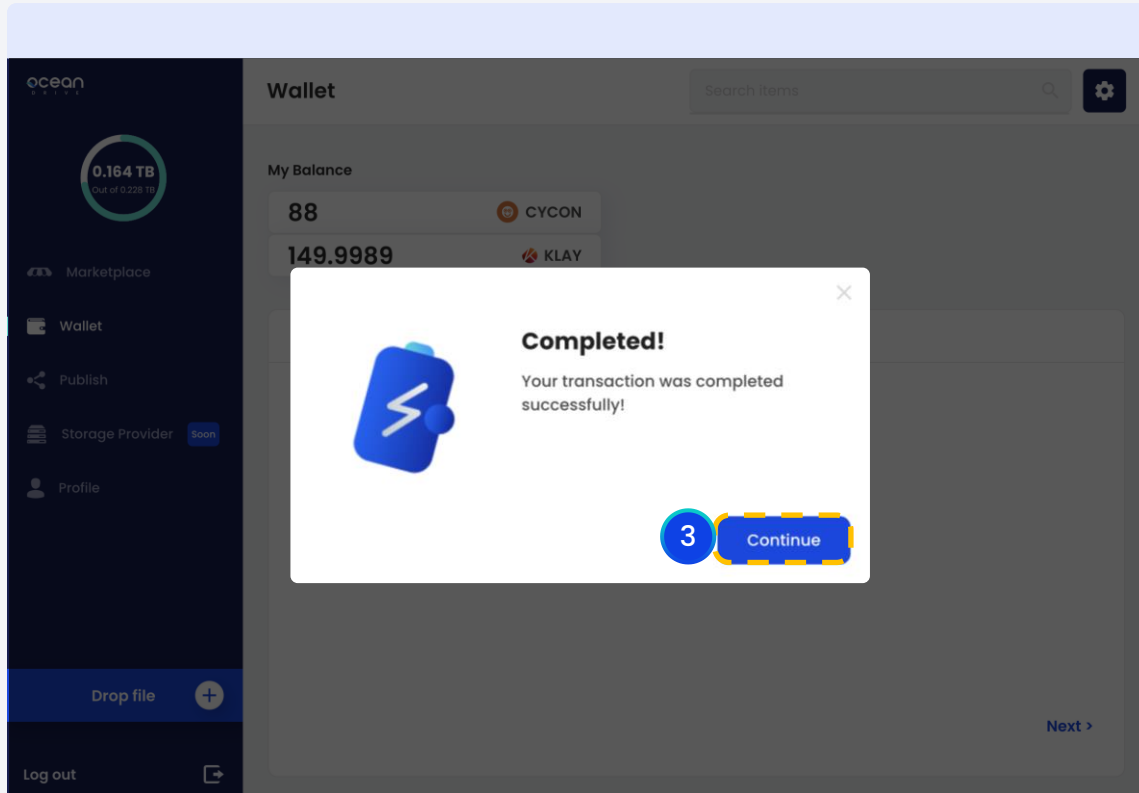 ocean
DRIVE
Wallet
Search items
0.164 TB
Out of 0.228 TB
My Balance
88
CYCON
149.9989
KLAY
Marketplace
Wallet
Publish
Storage Provider
Soon
Profile
Completed!
Your transaction was completed
successfully!
3
Continue
Drop file
Next >
Log out